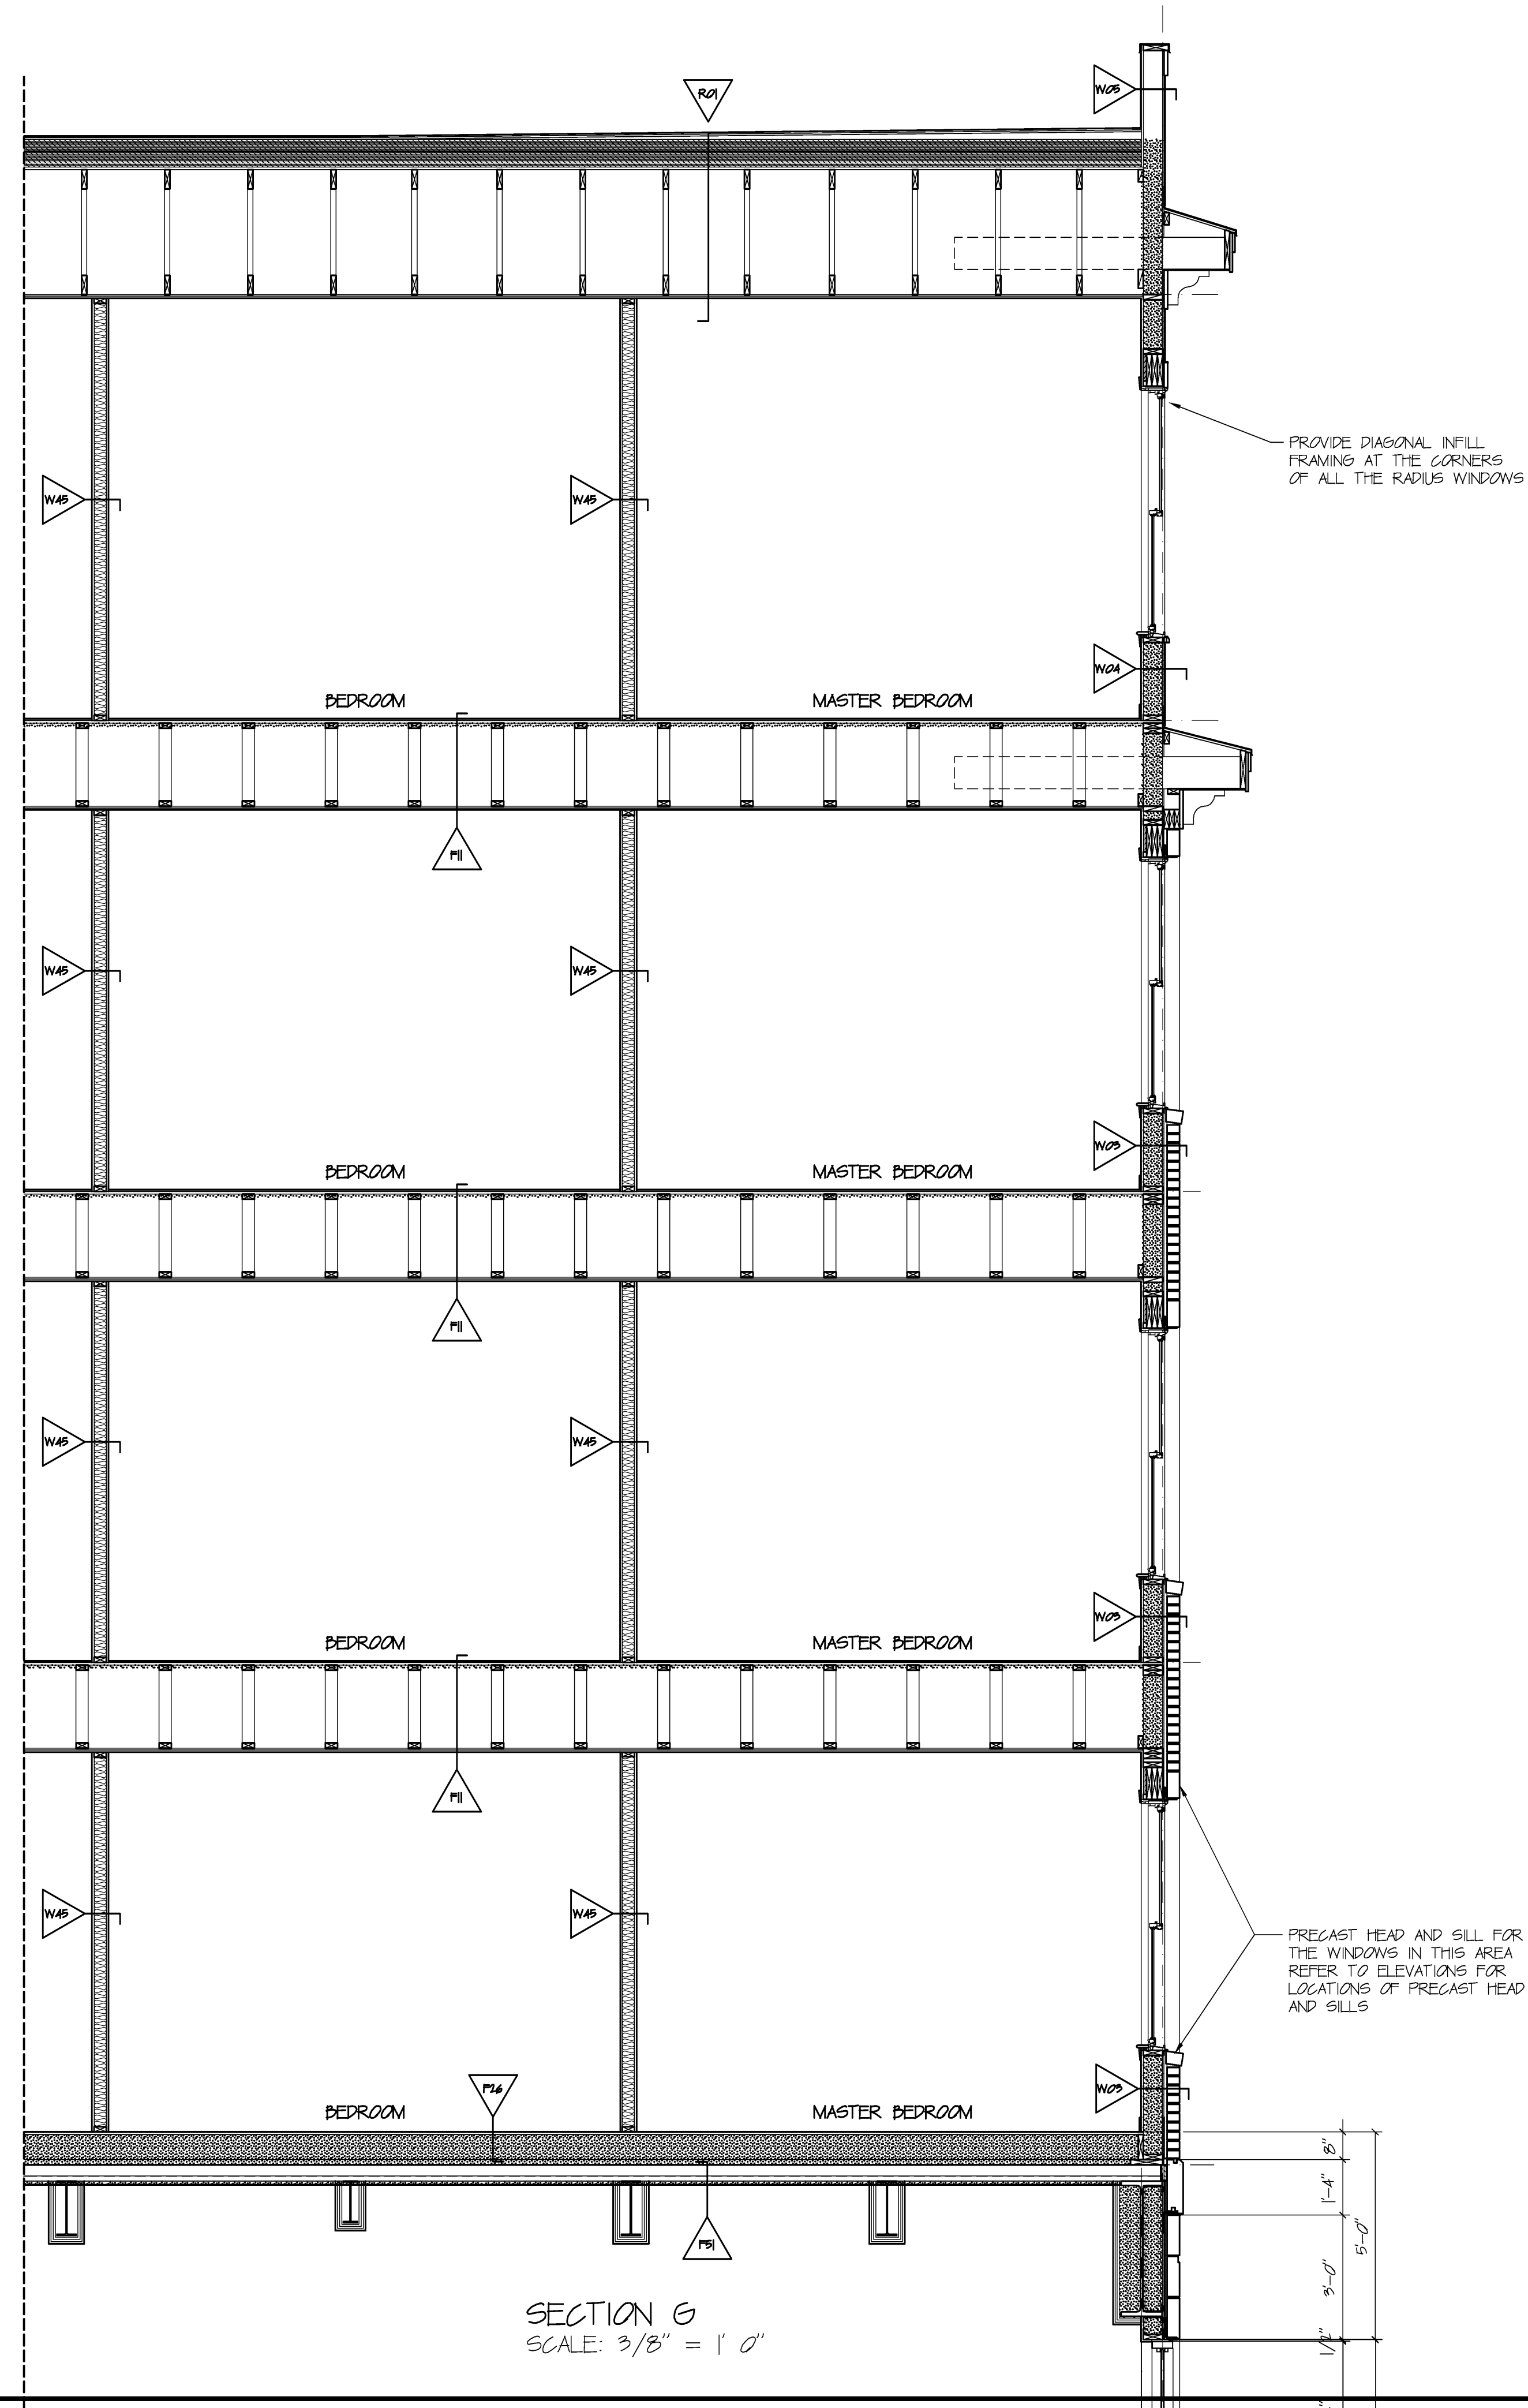 R01
W05
PROVIDE DIAGONAL INFILL
FRAMING AT THE CORNERS
OF ALL THE RADIUS WINDOWS
W45
W45
W04
BEDROOM
MASTER BEDROOM
F11
W45
W45
W03
BEDROOM
MASTER BEDROOM
F11
W45
W45
W03
BEDROOM
MASTER BEDROOM
F11
W45
W45
PRECAST HEAD AND SILL FOR
THE WINDOWS IN THIS AREA
REFER TO ELEVATIONS FOR
LOCATIONS OF PRECAST HEAD
AND SILLS
F26
W03
BEDROOM
MASTER BEDROOM
8"
1'-4"
5'-0"
3'-0"
F51
1/2"
SECTION G
SCALE: 3/8" = 1' 0"